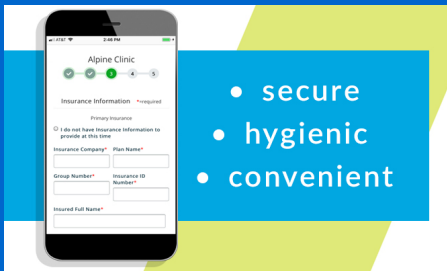 AT&T 2:46 PM
Alpine Clinic
3 4 5
Insurance Information *required
Primary Insurance
I do not have Insurance Information to
provide at this time
Insurance Company* Plan Name*
Group Number* Insurance ID
Number*
Insured Full Name*
• secure
• hygienic
• convenient